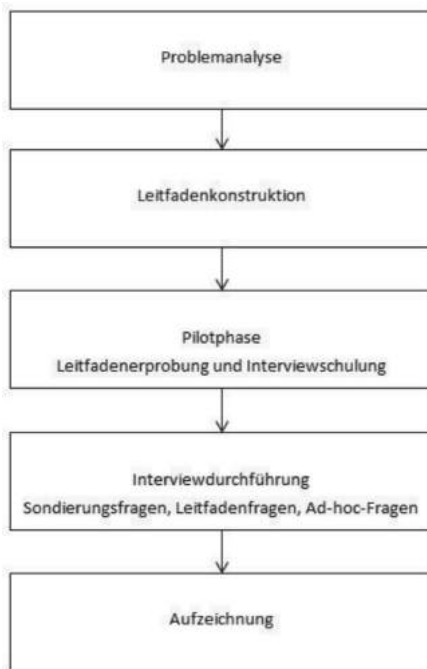 Problemanalyse
Leitfadenkonstruktion
Pilotphase
Leitfadenerprobung und Interviewschulung
Interviewdurchführung
Sondierungsfragen, Leitfadenfragen, Ad-hoc-Fragen
Aufzeichnung